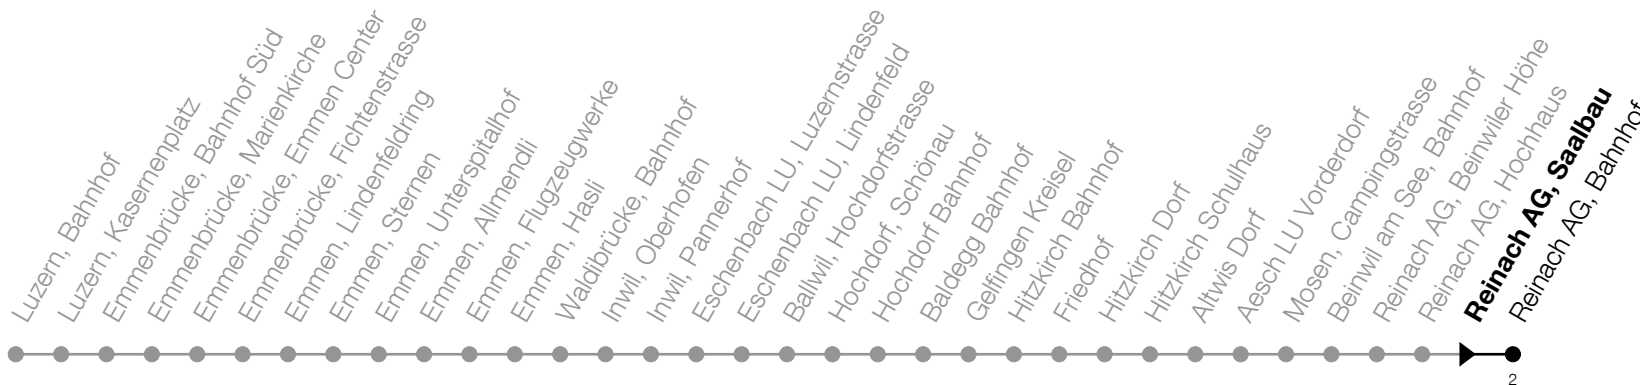 Luzern, Bahnhof
Luzern, Kasernenplatz
Emmenbrücke, Bahnhof Süd
Emmenbrücke, Marienkirche
Emmenbrücke, Emmen Center
Emmenbrücke, Fichtenstrasse
Emmen, Lindenfeldring
Emmen, Sternen
Emmen, Unterspitalhof
Emmen, Allmendli
Emmen, Flugzeugwerke
Emmen, Hasli
Waldibrücke, Bahnhof
Inwil, Oberhofen
Inwil, Pannerhof
Eschenbach LU, Luzernstrasse
Eschenbach LU, Lindenfeld
Ballwil, Hochdorfstrasse
Hochdorf, Schönau
Hochdorf Bahnhof
Baldegg Bahnhof
Gelfingen Kreisel
Hitzkirch Bahnhof
Friedhof
Hitzkirch Dorf
Hitzkirch Schulhaus
Altwis Dorf
Aesch LU Vorderdorf
Mosen, Campingstrasse
Beinwil am See, Bahnhof
Reinach AG, Beinwiler Höhe
Reinach AG, Hochhaus
Reinach AG, Saalbau
Reinach AG, Bahnhof
2